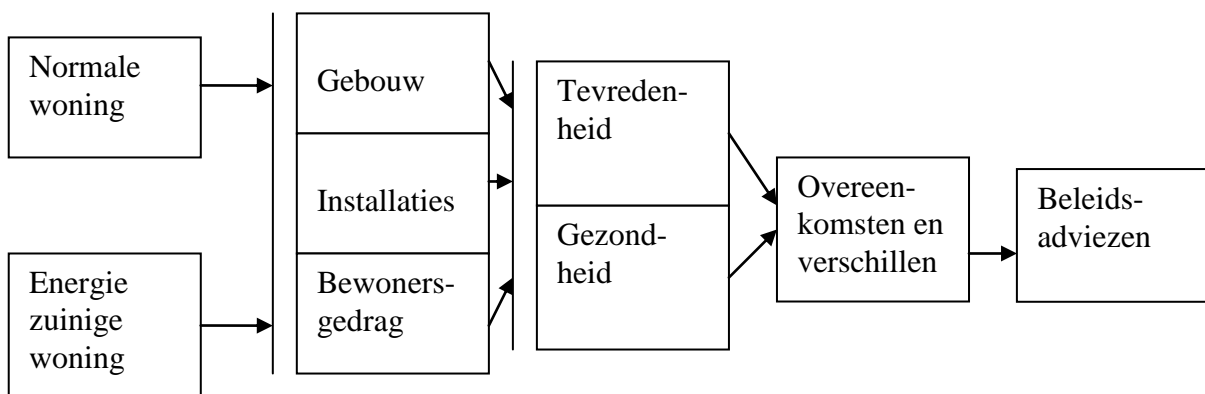 Normale
woning
Energie
zuinige
woning
Gebouw
Installaties
Bewoners-
gedrag
Tevreden-
heid
Gezond-
heid
Overeen-
komsten en
verschillen
Beleids-
adviezen